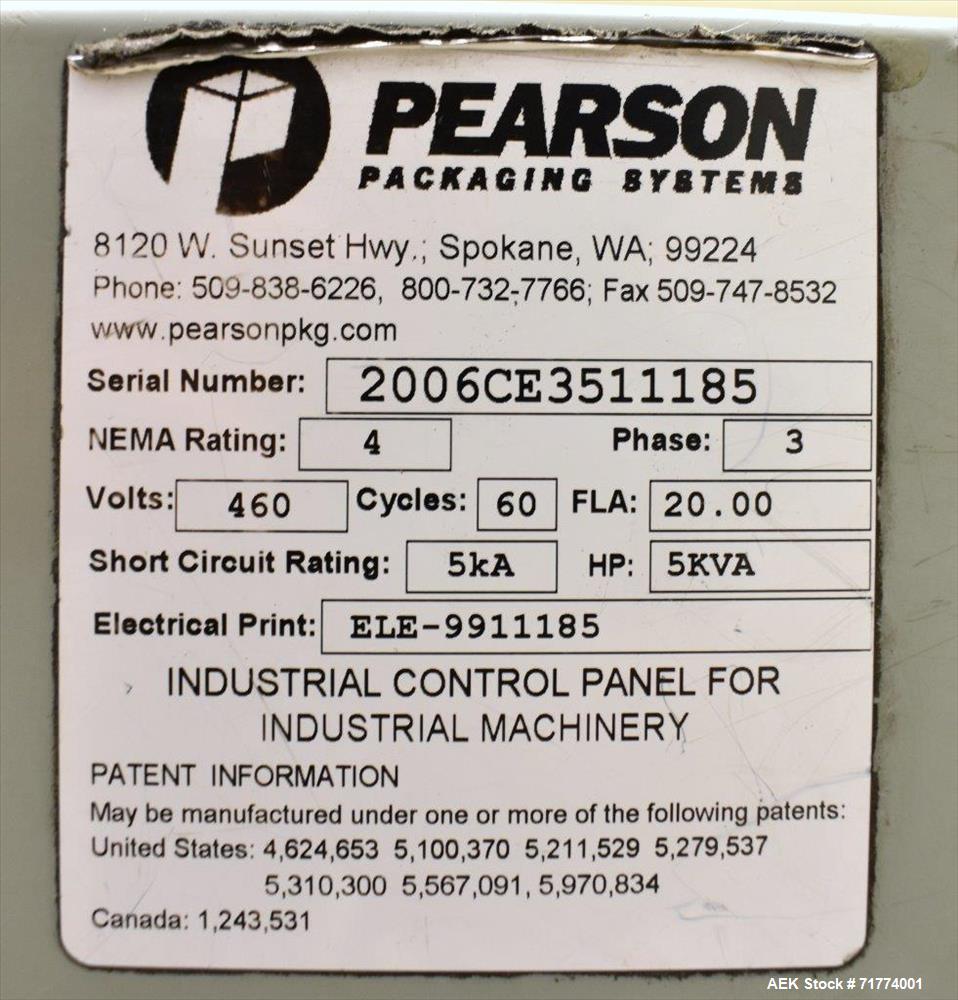 PEARSON
PACKAGING SYSTEMS
8120 W. Sunset Hwy.; Spokane, WA; 99224
Phone: 509-838-6226, 800-732-7766; Fax 509-747-8532
www.pearsonpkg.com
Serial Number: 2006CE3511185
NEMA Rating: 4 Phase: 3
Volts: 460 Cycles: 60 FLA: 20.00
Short Circuit Rating: 5kA HP: 5KVA
Electrical Print: ELE-9911185
INDUSTRIAL CONTROL PANEL FOR
INDUSTRIAL MACHINERY
PATENT INFORMATION
May be manufactured under one or more of the following patents:
United States: 4,624,653 5,100,370 5,211,529 5,279,537
5,310,300 5,567,091, 5,970,834
Canada: 1,243,531
AEK Stock # 71774001